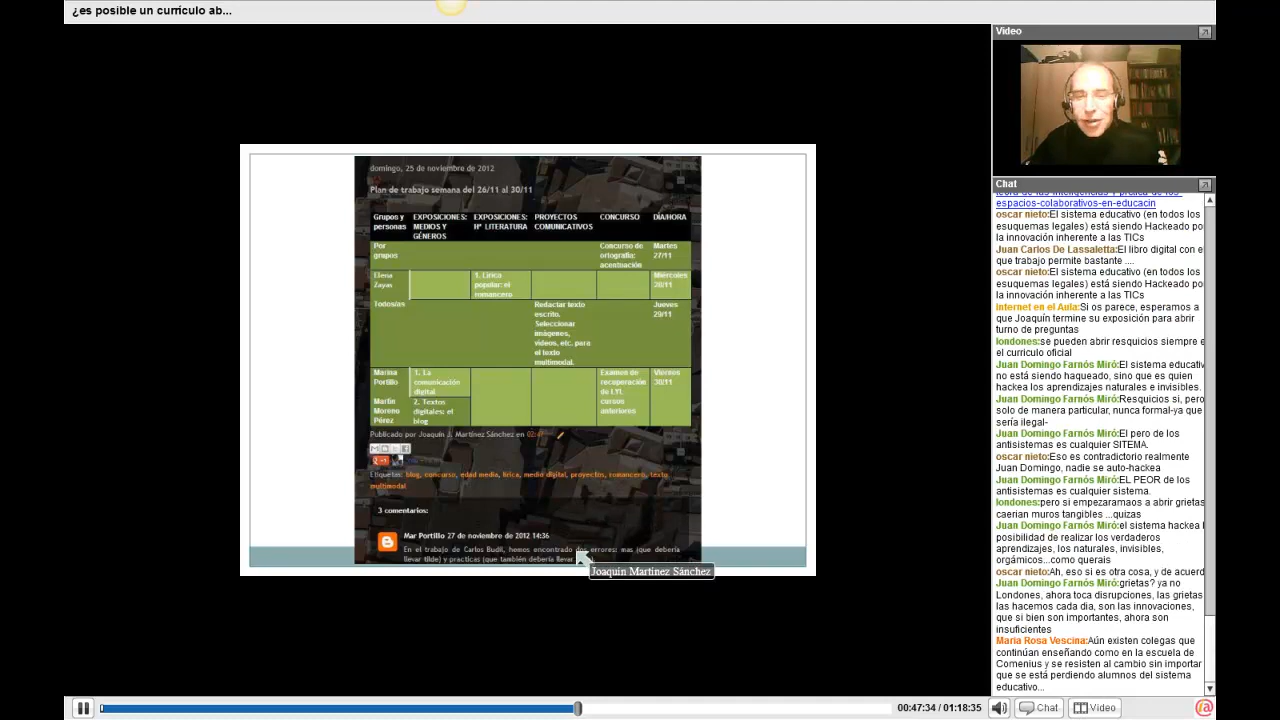 ¿es posible un curriculo ab...
domingo, 25 de noviembre de 2012
Plan de trabajo semana del 26/11 al 30/11
Grupos y personas EXPOSICIONES: MEDIOS Y GÉNEROS EXPOSICIONES: Hª LITERATURA PROYECTOS COMUNICATIVOS CONCURSO DÍA/HORA
Por grupos Concurso de ortografía: acentuación Martes 27/11
Elena Zayas 1. Lírica popular: el romancero Miércoles 28/11
Todos/as Redactar texto escrito. Seleccionar imágenes, vídeos, etc. para el texto multimodal. Jueves 29/11
Marina Portillo 1. La comunicación digital Examen de recuperación de LYL cursos anteriores Viernes 30/11
Martín Moreno Pérez 2. Textos digitales: el blog
Publicado por Joaquín J. Martínez Sánchez en 02:47
Etiquetas: blog, concurso, edad media, lírica, medio digital, proyectos, romancero, texto
multimodal
3 comentarios:
Mar Portillo 27 de noviembre de 2012 14:36
En el trabajo de Carlos Budil, hemos encontrado dos errores: mas (que debería
llevar tilde) y practicas (que también debería llevar
Joaquin Martinez Sánchez
Video
Chat
espacios-colaborativos-en-educacin
oscar nieto:El sistema educativo (en todos los
esquemas legales) está siendo Hackeado po
la innovación inherente a las TICs
Juan Carlos De Lassaletta:El libro digital con e
que trabajo permite bastante ....
oscar nieto:El sistema educativo (en todos los
esquemas legales) está siendo Hackeado po
la innovación inherente a las TICs
Internet en el Aula:Si os parece, esperamos a
que Joaquín termine su exposición para abrir
turno de preguntas
londones:se pueden abrir resquicios siempre e
el curriculo oficial
Juan Domingo Farnós Miró:El sistema educativ
no está siendo haqueado, sino que es quien
hackea los aprendizajes naturales e invisibles.
Juan Domingo Farnós Miró:Resquicios si, pero
solo de manera particular, nunca formal-ya que
sería ilegal-
Juan Domingo Farnós Miró:El pero de los
antisistemas es cualquier SITEMA.
oscar nieto:Eso es contradictorio realmente
Juan Domingo, nadie se auto-hackea
Juan Domingo Farnós Miró:EL PEOR de los
antisistemas es cualquier sistema.
londones:pero si empezaramos a abrir grietas
caerian muros tangibles ...quizas
Juan Domingo Farnós Miró:el sistema hackea l
posibilidad de realizar los verdaderos
aprendizajes, los naturales, invisibles,
orgámicos...como querais
oscar nieto:Ah, eso si es otra cosa, y de acuerd
Juan Domingo Farnós Miró:grietas? ya no
Londones, ahora toca disrupciones, las grietas
las hacemos cada dia, son las innovaciones,
que si bien son importantes, ahora son
insuficientes
Maria Rosa Vescina:Aún existen colegas que
continúan enseñando como en la escuela de
Comenius y se resisten al cambio sin importar
que se está perdiendo alumnos del sistema
educativo...
00:47:34 / 01:18:35
Chat
Video